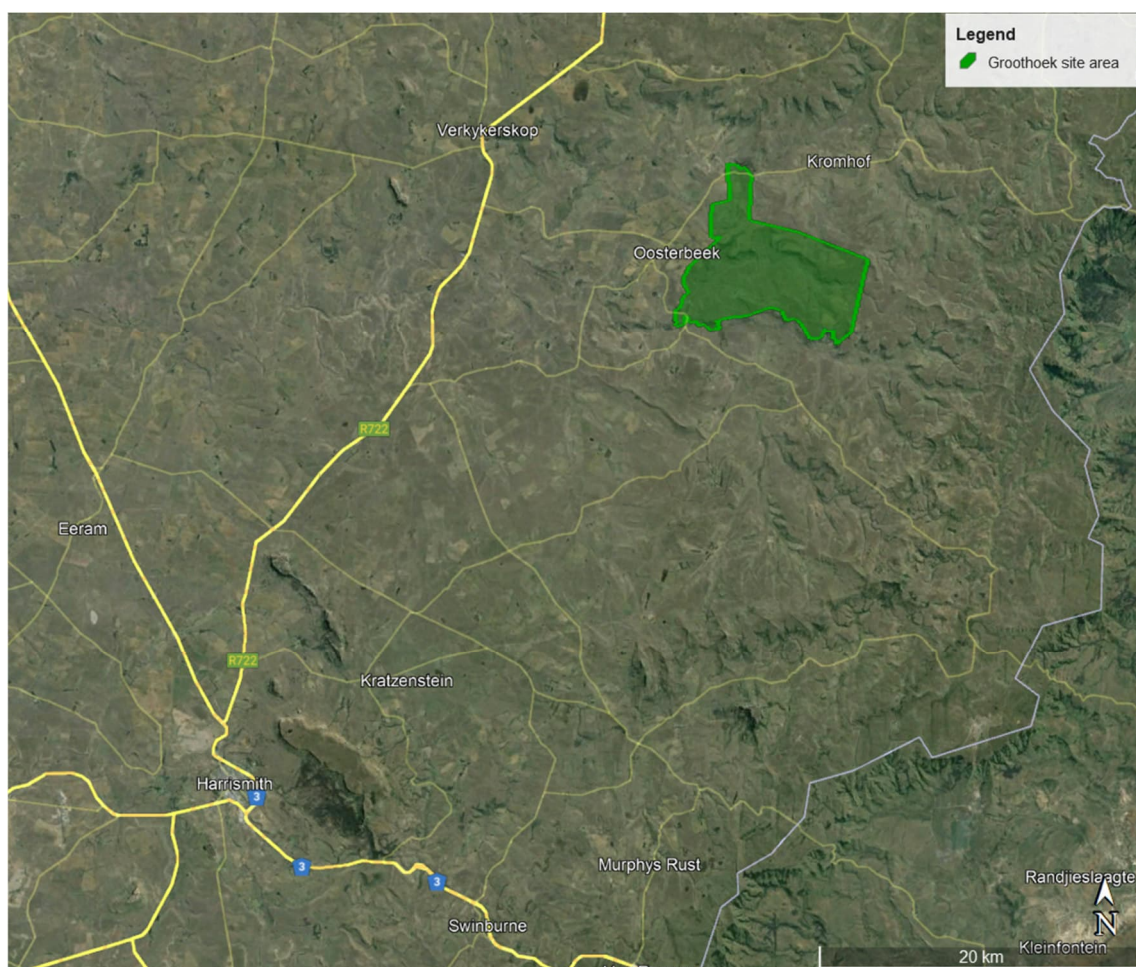 Legend
Groothoek site area
Verkykerskop
Kromhof
Oosterbeek
R722
Eeram
R722
Kratzenstein
Harrismith
3
3
3
Murphys Rust
Swinburne
Randjieslaagte
N
20 km
Kleinfontein